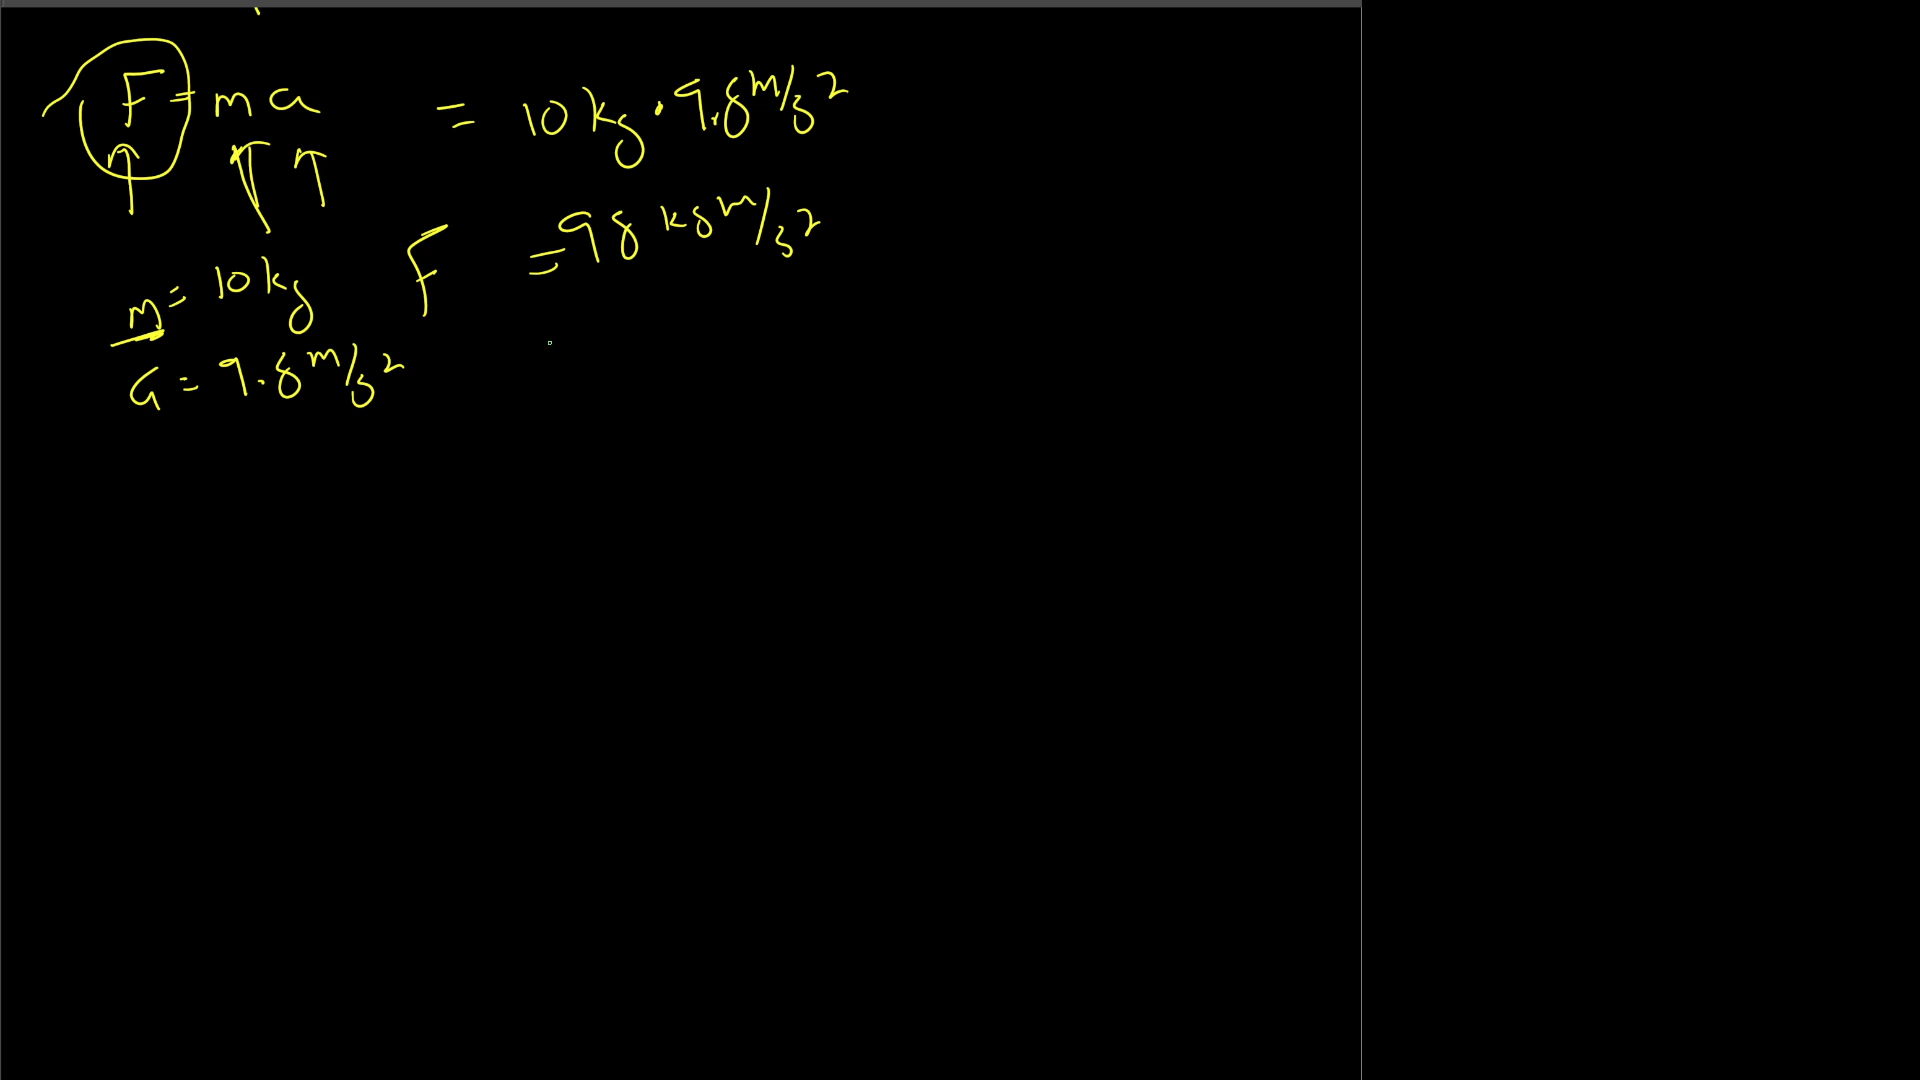 F = ma = 10 kg · 9.8 m/s²
F = 98 kg m/s²
m = 10 kg
a = 9.8 m/s²